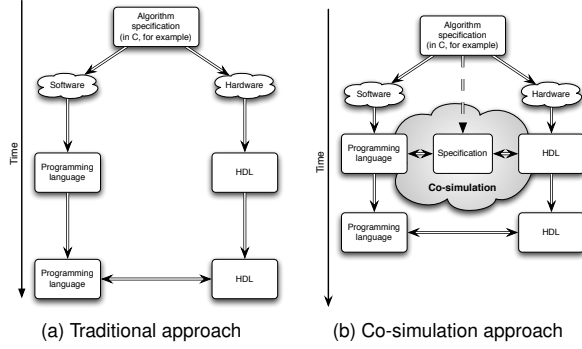 Algorithm
specification
(in C, for example)
Software
Hardware
Time
Programming
language
HDL
Programming
language
HDL
(a) Traditional approach
Algorithm
specification
(in C, for example)
Software
Hardware
Time
Programming
language
Specification
HDL
Co-simulation
Programming
language
HDL
(b) Co-simulation approach